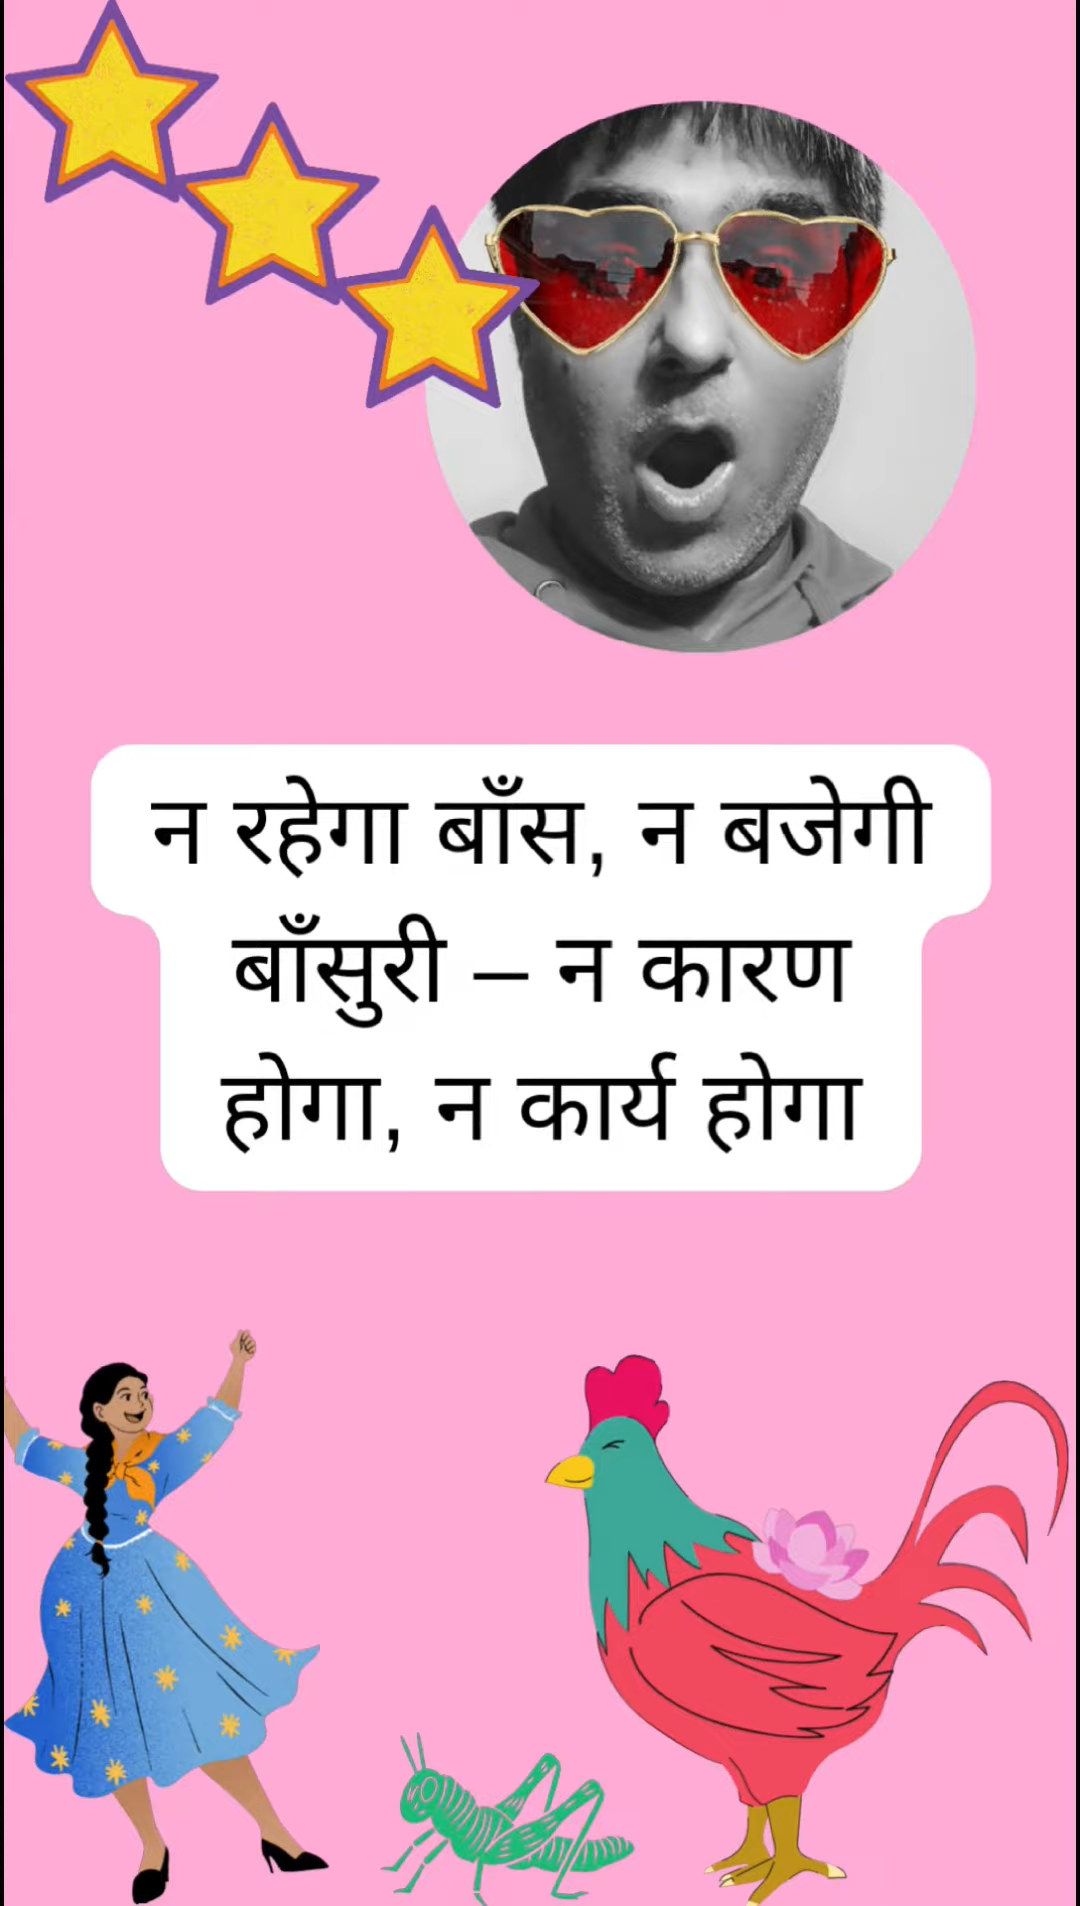 न रहेगा बाँस, न बजेगी
बाँसुरी – न कारण
होगा, न कार्य होगा